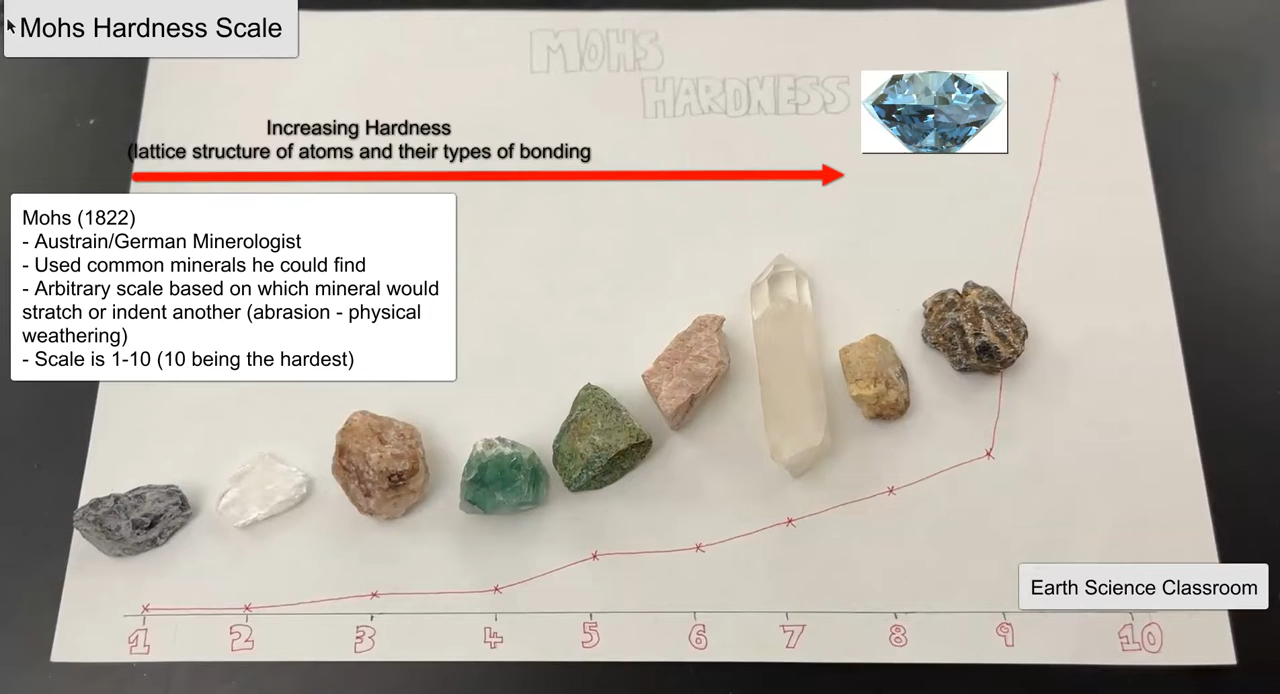 Mohs Hardness Scale
MOHS
HARDNESS
Increasing Hardness
(lattice structure of atoms and their types of bonding
Mohs (1822)
- Austrain/German Minerologist
- Used common minerals he could find
- Arbitrary scale based on which mineral would
stretch or indent another (abrasion - physical
weathering)
- Scale is 1-10 (10 being the hardest)
Earth Science Classroom
1 2 3 4 5 6 7 8 9 10